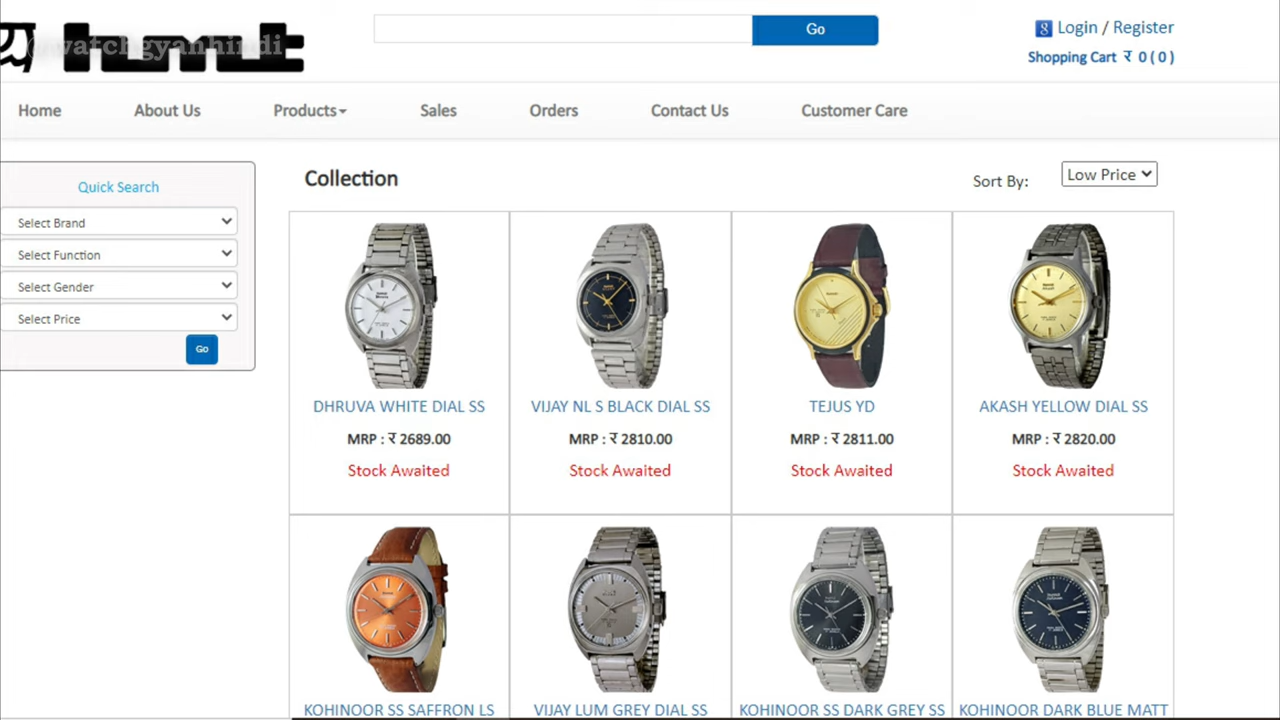 @watchgyanhindi
hmt
Go
Login / Register
Shopping Cart ₹ 0 ( 0 )
Home About Us Products Sales Orders Contact Us Customer Care
Quick Search
Select Brand
Select Function
Select Gender
Select Price
Go
Collection
Sort By: Low Price
DHRUVA WHITE DIAL SS VIJAY NL S BLACK DIAL SS TEJUS YD AKASH YELLOW DIAL SS
MRP : ₹ 2689.00 MRP : ₹ 2810.00 MRP : ₹ 2811.00 MRP : ₹ 2820.00
Stock Awaited Stock Awaited Stock Awaited Stock Awaited
KOHINOOR SS SAFFRON LS VIJAY LUM GREY DIAL SS KOHINOOR SS DARK GREY SS KOHINOOR DARK BLUE MATT